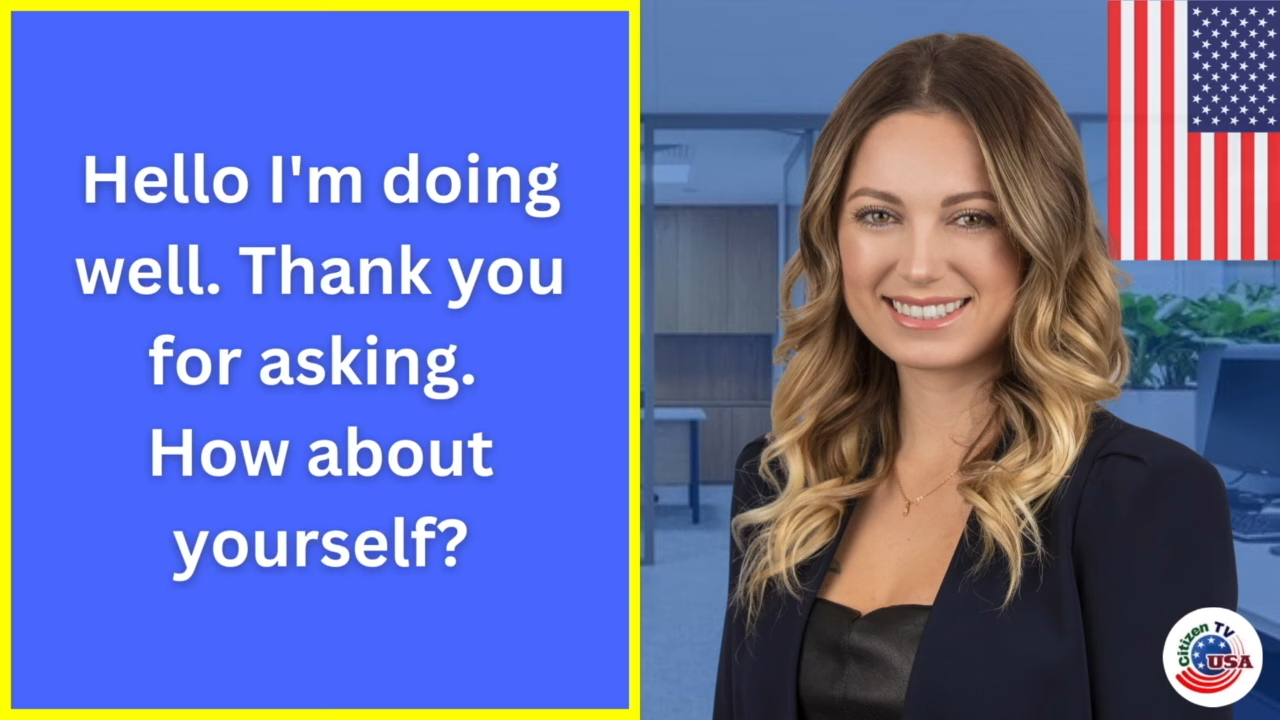 Hello I'm doing
well. Thank you
for asking.
How about
yourself?
Citizen TV
USA